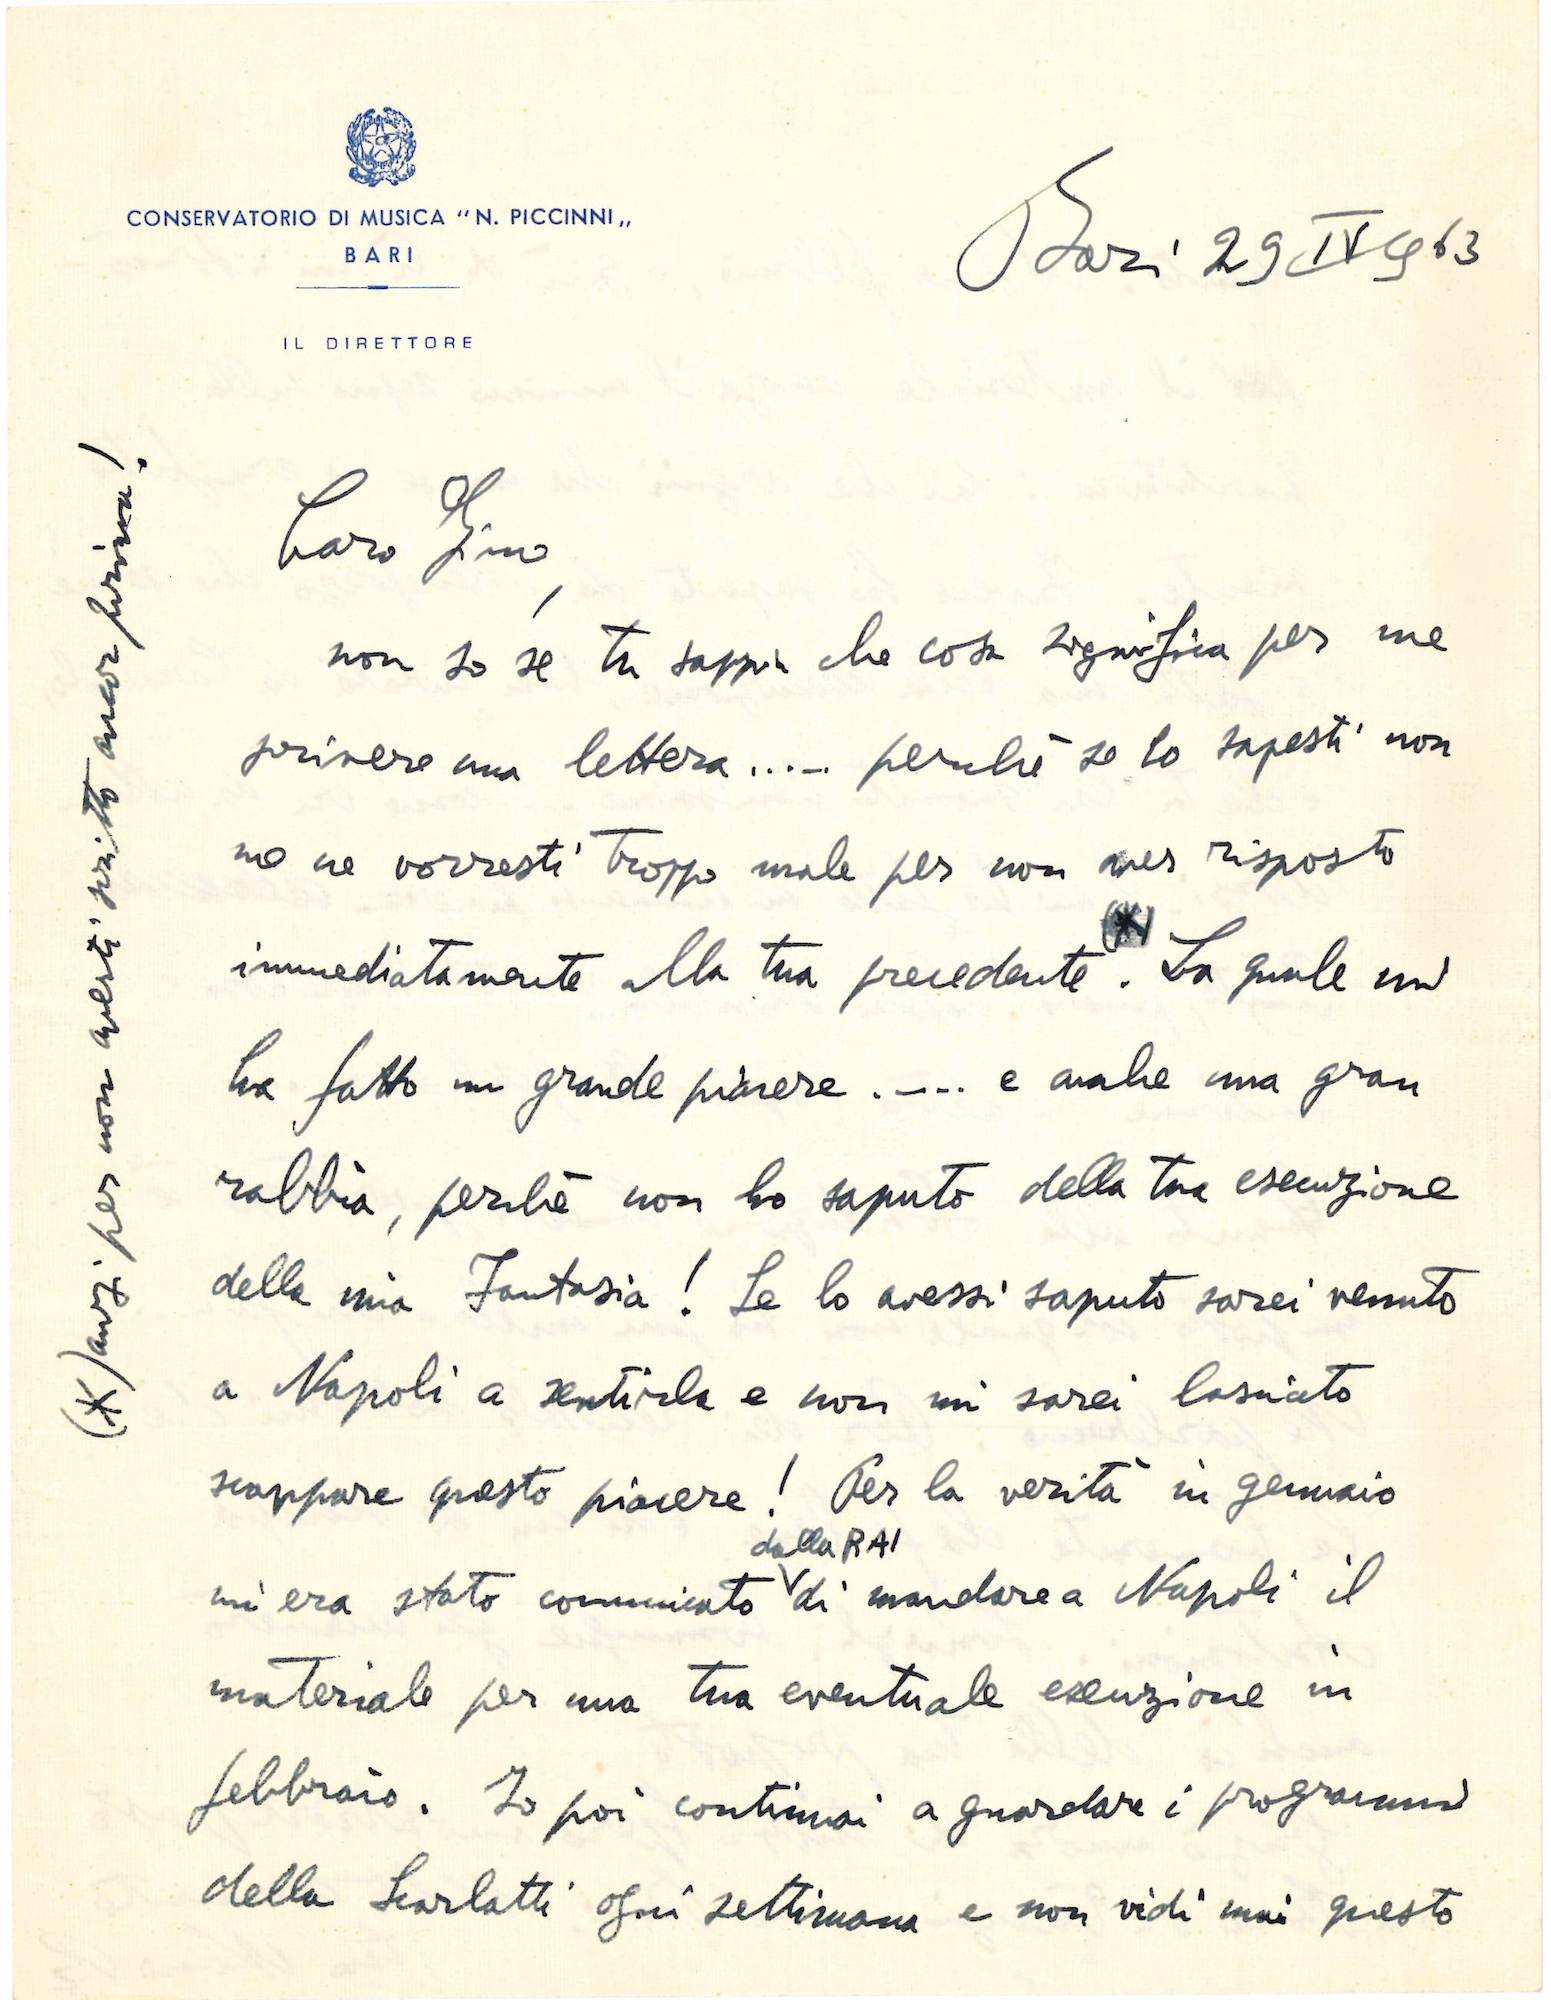 CONSERVATORIO DI MUSICA "N. PICCINNI„
BARI
IL DIRETTORE
Bari 29 IV 963
Caro Gino,
non so se tu sappia che cosa significa per me
scrivere una lettera..... perché se lo sapesti non
me ne vorresti troppo male per non aver risposto
immediatamente alla tua precedente (*). La quale mi
ha fatto un grande piacere ..... e anche una gran
rabbia, perchè non ho saputo della tua esecuzione
della mia Fantasia! Se lo avessi saputo sarei venuto
a Napoli a sentirla e non mi sarei lasciato
scappare questo piacere! Per la verità in gennaio
dalla RAI
mi era stato comunicato di mandare a Napoli il
materiale per una tua eventuale esecuzione in
febbraio. Io poi continuai a guardare i programmi
della Scarlatti ogni settimana e non vidi mai questo
(*) anzi per non averti scritto ancor prima!